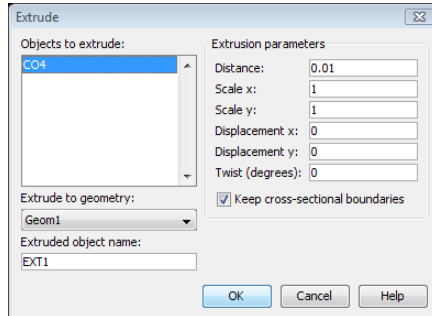 Extrude
Objects to extrude:
CO4
Extrude to geometry:
Geom1
Extruded object name:
EXT1
Extrusion parameters
Distance: 0.01
Scale x: 1
Scale y: 1
Displacement x: 0
Displacement y: 0
Twist (degrees): 0
Keep cross-sectional boundaries
OK Cancel Help